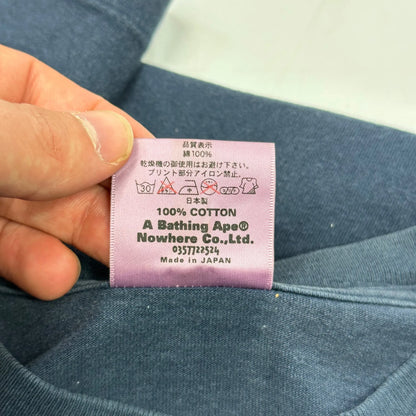 品質表示
綿100%
乾燥機の御使用はお避け下さい。
プリント部分アイロン禁止。
30
日本製
100% COTTON
A Bathing Ape®
Nowhere Co.,Ltd.
0357722524
Made in JAPAN